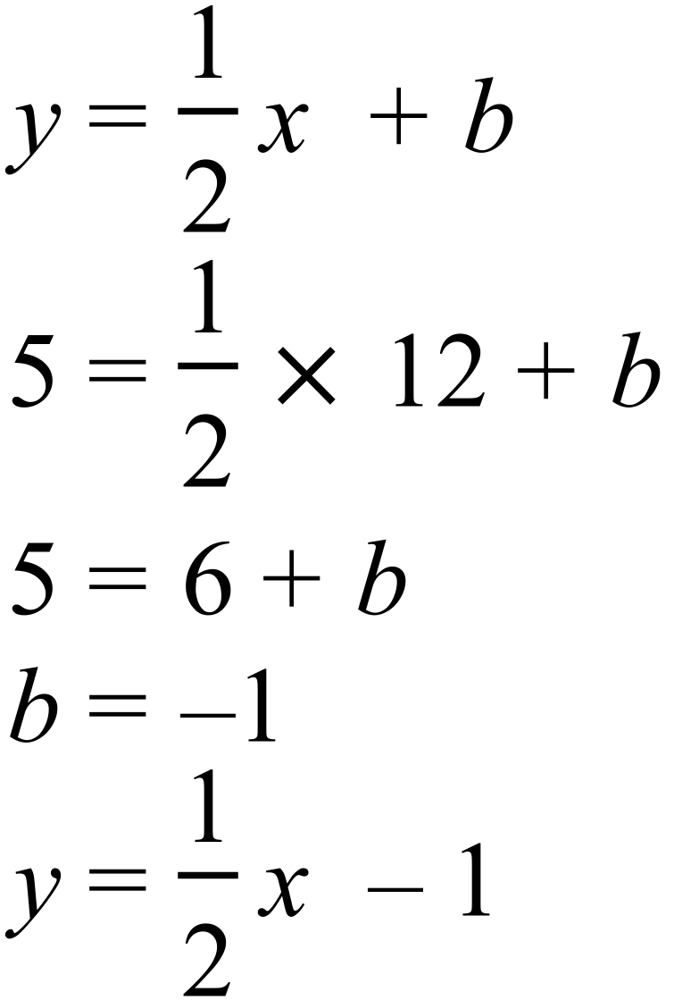 y = 1/2 x + b
5 = 1/2 × 12 + b
5 = 6 + b
b = –1
y = 1/2 x – 1